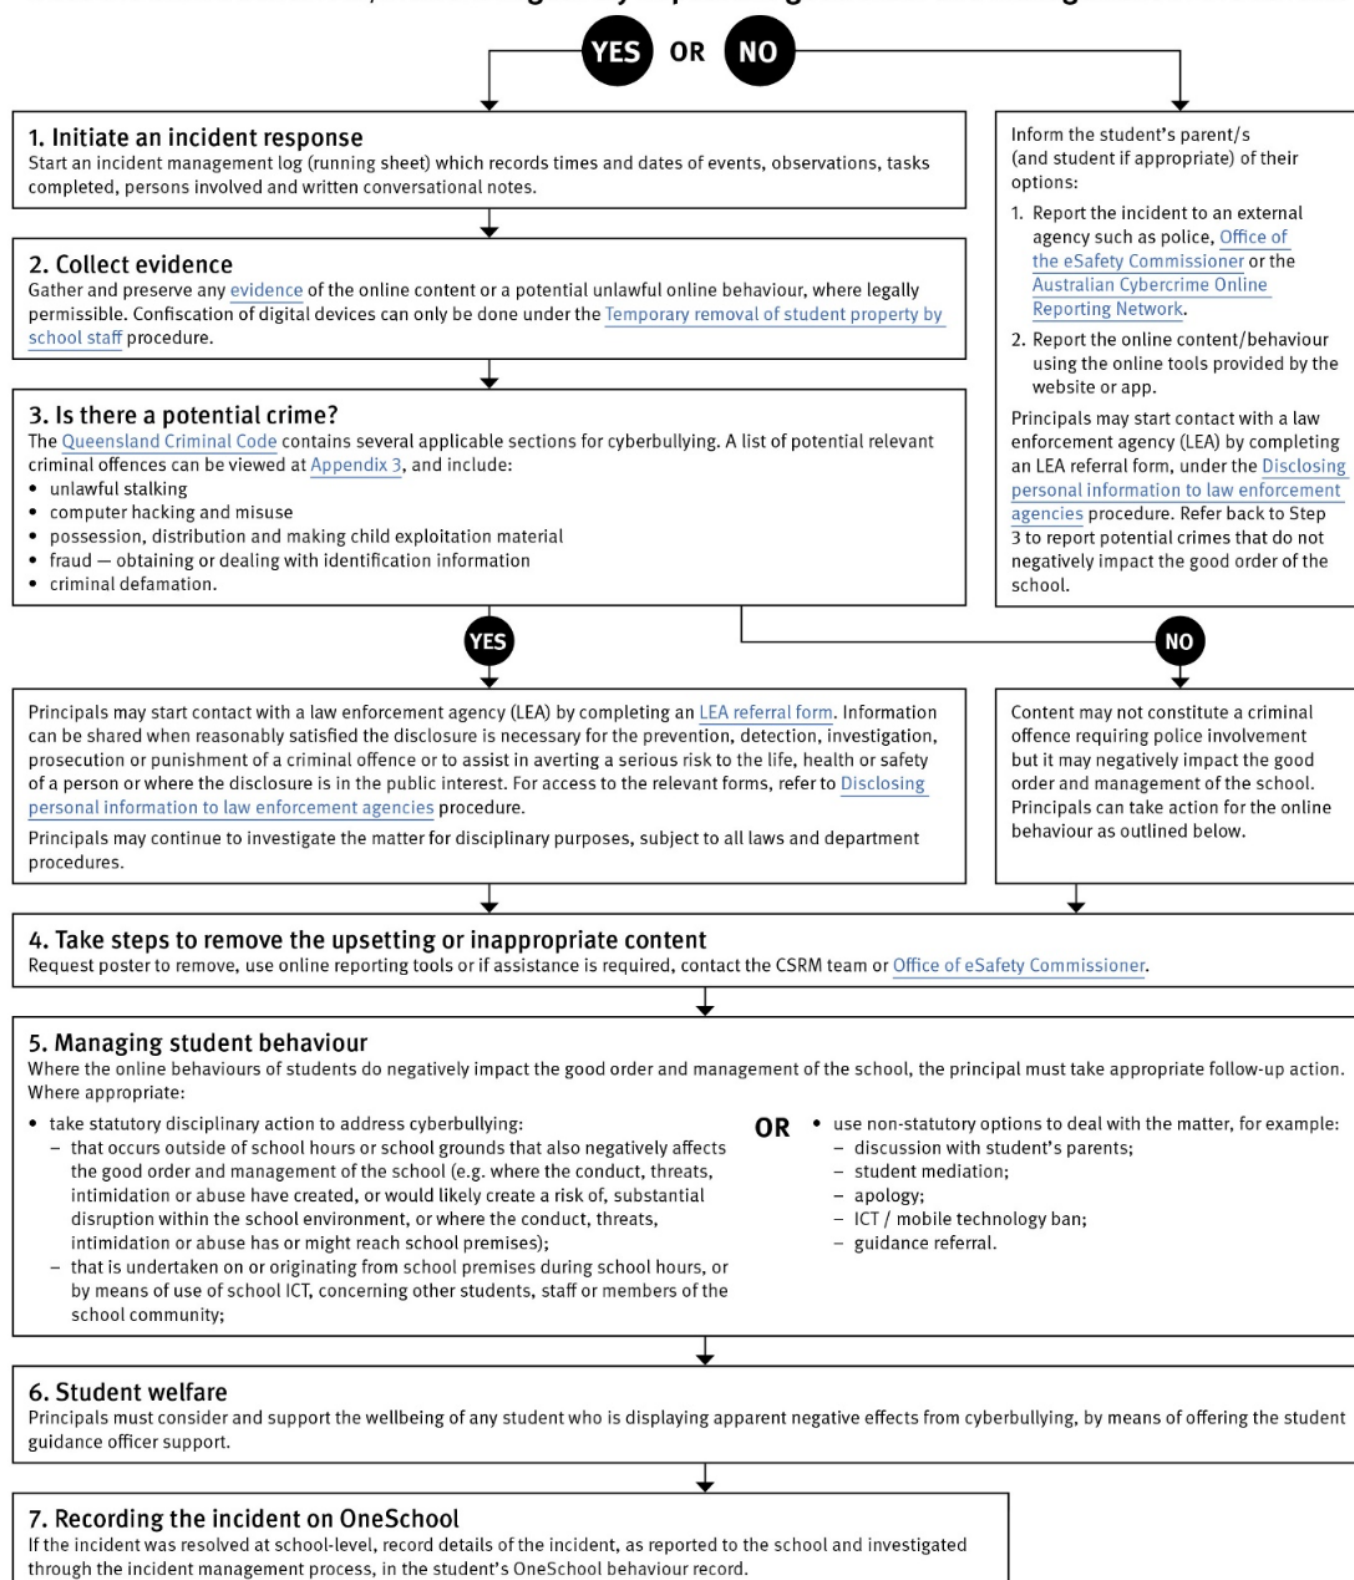 YES OR NO
1. Initiate an incident response
Start an incident management log (running sheet) which records times and dates of events, observations, tasks
completed, persons involved and written conversational notes.
2. Collect evidence
Gather and preserve any evidence of the online content or a potential unlawful online behaviour, where legally
permissible. Confiscation of digital devices can only be done under the Temporary removal of student property by
school staff procedure.
3. Is there a potential crime?
The Queensland Criminal Code contains several applicable sections for cyberbullying. A list of potential relevant
criminal offences can be viewed at Appendix 3, and include:
• unlawful stalking
• computer hacking and misuse
• possession, distribution and making child exploitation material
• fraud — obtaining or dealing with identification information
• criminal defamation.
Inform the student's parent/s
(and student if appropriate) of their
options:
1. Report the incident to an external
agency such as police, Office of
the eSafety Commissioner or the
Australian Cybercrime Online
Reporting Network.
2. Report the online content/behaviour
using the online tools provided by the
website or app.
Principals may start contact with a law
enforcement agency (LEA) by completing
an LEA referral form, under the Disclosing
personal information to law enforcement
agencies procedure. Refer back to Step
3 to report potential crimes that do not
negatively impact the good order of the
school.
YES
NO
Principals may start contact with a law enforcement agency (LEA) by completing an LEA referral form. Information
can be shared when reasonably satisfied the disclosure is necessary for the prevention, detection, investigation,
prosecution or punishment of a criminal offence or to assist in averting a serious risk to the life, health or safety
of a person or where the disclosure is in the public interest. For access to the relevant forms, refer to Disclosing
personal information to law enforcement agencies procedure.
Principals may continue to investigate the matter for disciplinary purposes, subject to all laws and department
procedures.
Content may not constitute a criminal
offence requiring police involvement
but it may negatively impact the good
order and management of the school.
Principals can take action for the online
behaviour as outlined below.
4. Take steps to remove the upsetting or inappropriate content
Request poster to remove, use online reporting tools or if assistance is required, contact the CSRM team or Office of eSafety Commissioner.
5. Managing student behaviour
Where the online behaviours of students do negatively impact the good order and management of the school, the principal must take appropriate follow-up action.
Where appropriate:
• take statutory disciplinary action to address cyberbullying:
– that occurs outside of school hours or school grounds that also negatively affects
the good order and management of the school (e.g. where the conduct, threats,
intimidation or abuse have created, or would likely create a risk of, substantial
disruption within the school environment, or where the conduct, threats,
intimidation or abuse has or might reach school premises);
– that is undertaken on or originating from school premises during school hours, or
by means of use of school ICT, concerning other students, staff or members of the
school community;
OR
• use non-statutory options to deal with the matter, for example:
– discussion with student's parents;
– student mediation;
– apology;
– ICT / mobile technology ban;
– guidance referral.
6. Student welfare
Principals must consider and support the wellbeing of any student who is displaying apparent negative effects from cyberbullying, by means of offering the student
guidance officer support.
7. Recording the incident on OneSchool
If the incident was resolved at school-level, record details of the incident, as reported to the school and investigated
through the incident management process, in the student's OneSchool behaviour record.